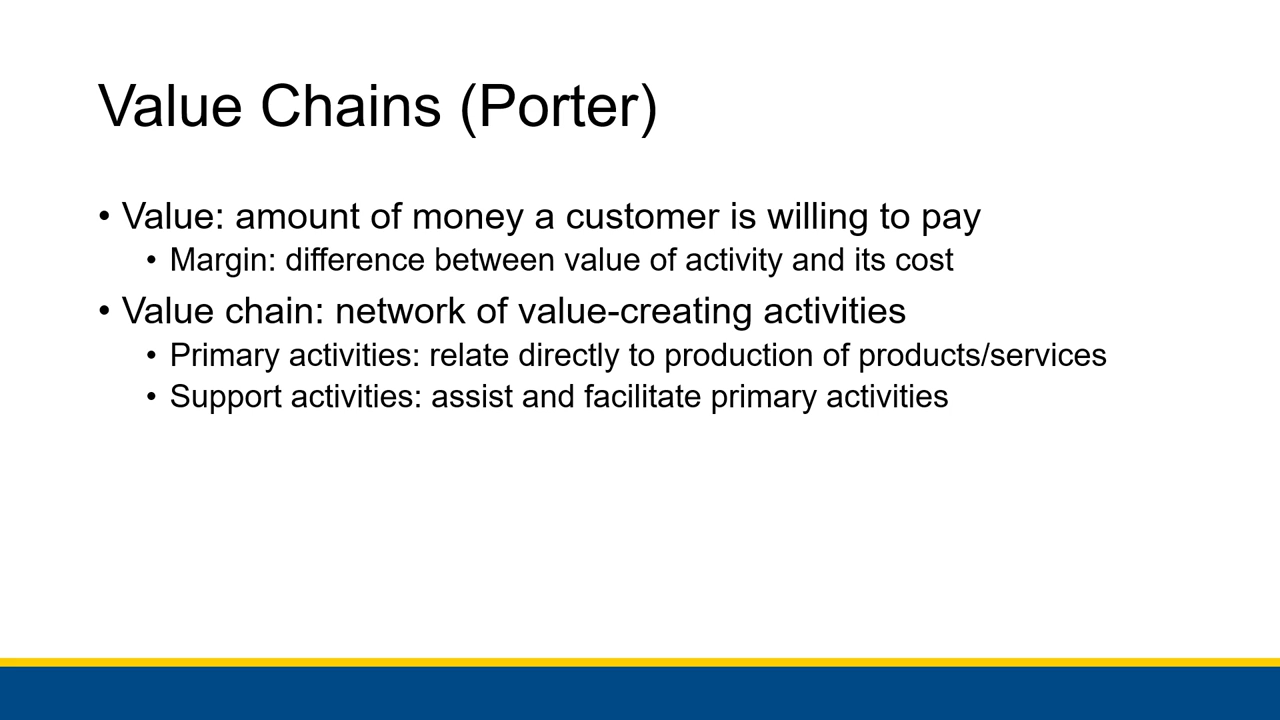 Value Chains (Porter)
• Value: amount of money a customer is willing to pay
• Margin: difference between value of activity and its cost
• Value chain: network of value-creating activities
• Primary activities: relate directly to production of products/services
• Support activities: assist and facilitate primary activities